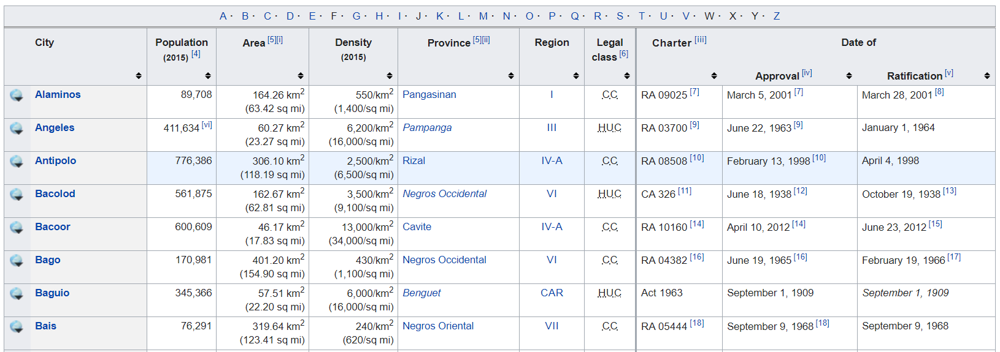 A · B · C · D · E · F · G · H · I · J · K · L · M · N · O · P · Q · R · S · T · U · V · W · X · Y · Z
City Population (2015) [4] Area [5][i] Density (2015) Province [5][ii] Region Legal class [6] Charter [iii] Date of
Approval [iv] Ratification [v]
Alaminos 89,708 164.26 km2 550/km2 Pangasinan I CC RA 09025 [7] March 5, 2001 [7] March 28, 2001 [8]
(63.42 sq mi) (1,400/sq mi)
Angeles 411,634 [vi] 60.27 km2 6,200/km2 Pampanga III HUC RA 03700 [9] June 22, 1963 [9] January 1, 1964
(23.27 sq mi) (16,000/sq mi)
Antipolo 776,386 306.10 km2 2,500/km2 Rizal IV-A CC RA 08508 [10] February 13, 1998 [10] April 4, 1998
(118.19 sq mi) (6,500/sq mi)
Bacolod 561,875 162.67 km2 3,500/km2 Negros Occidental VI HUC CA 326 [11] June 18, 1938 [12] October 19, 1938 [13]
(62.81 sq mi) (9,100/sq mi)
Bacoor 600,609 46.17 km2 13,000/km2 Cavite IV-A CC RA 10160 [14] April 10, 2012 [14] June 23, 2012 [15]
(17.83 sq mi) (34,000/sq mi)
Bago 170,981 401.20 km2 430/km2 Negros Occidental VI CC RA 04382 [16] June 19, 1965 [16] February 19, 1966 [17]
(154.90 sq mi) (1,100/sq mi)
Baguio 345,366 57.51 km2 6,000/km2 Benguet CAR HUC Act 1963 September 1, 1909 September 1, 1909
(22.20 sq mi) (16,000/sq mi)
Bais 76,291 319.64 km2 240/km2 Negros Oriental VII CC RA 05444 [18] September 9, 1968 [18] September 9, 1968
(123.41 sq mi) (620/sq mi)